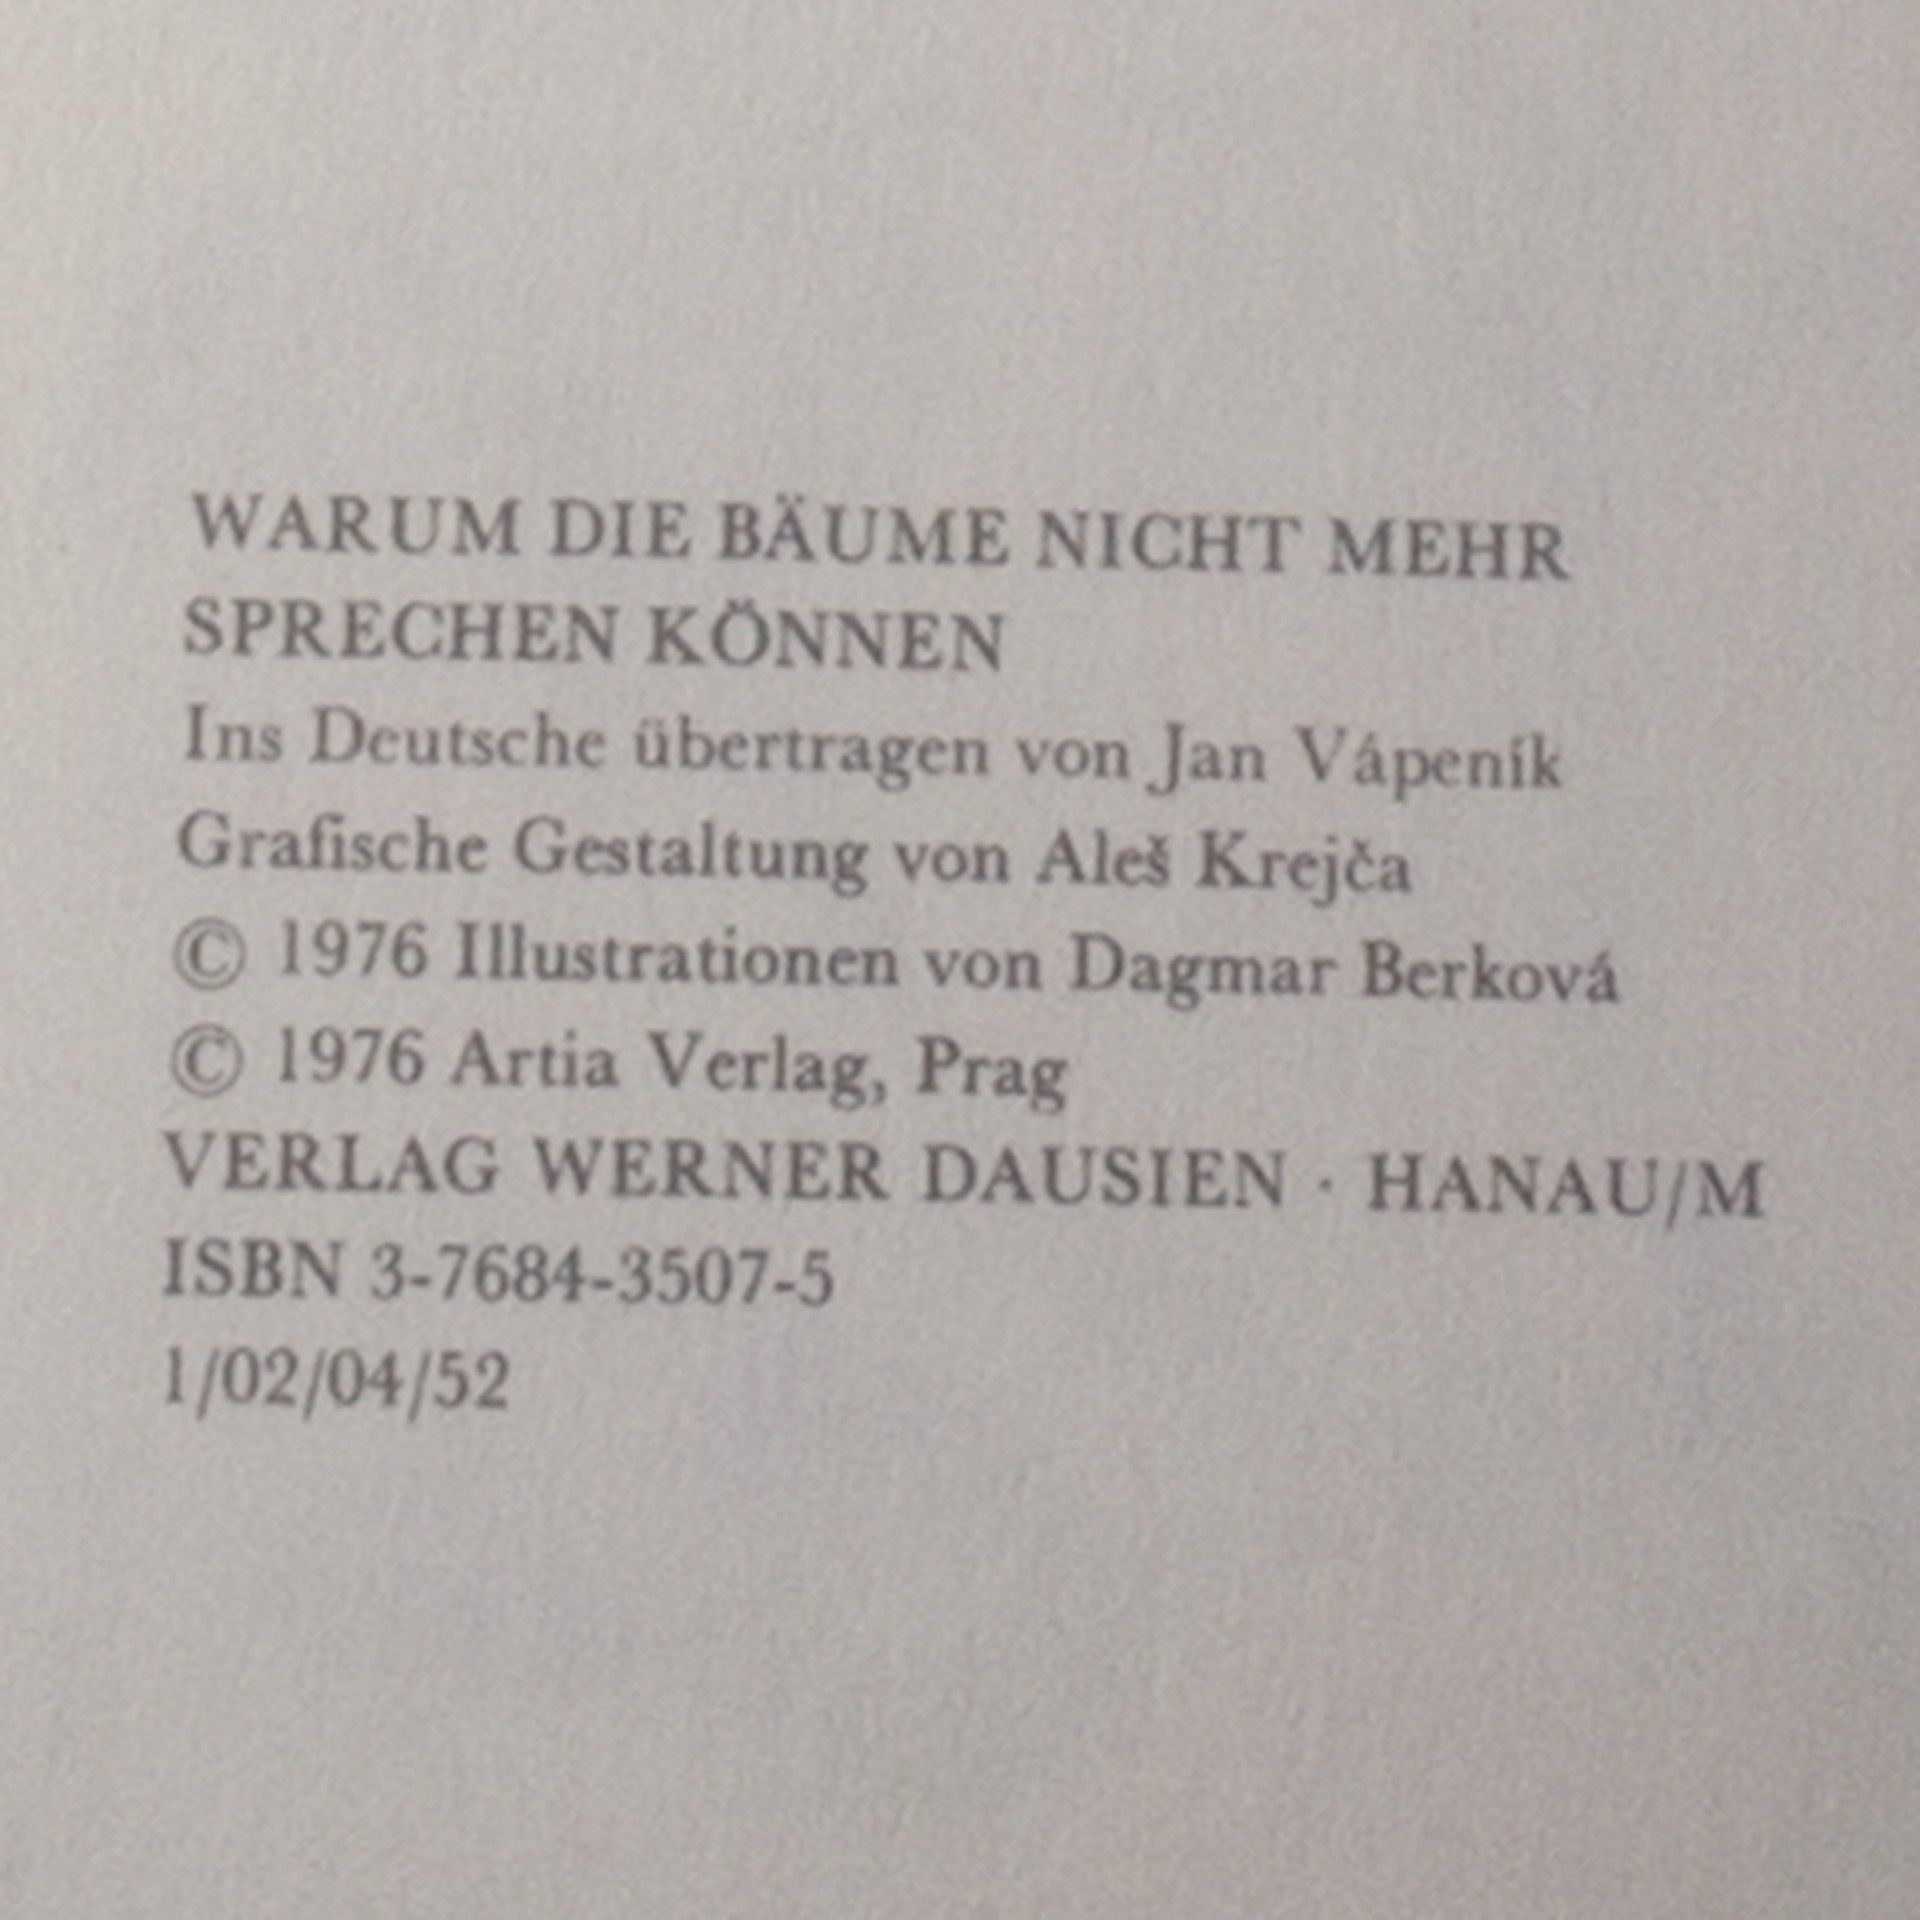 WARUM DIE BÄUME NICHT MEHR
SPRECHEN KÖNNEN
Ins Deutsche übertragen von Jan Vápeník
Grafische Gestaltung von Aleš Krejča
© 1976 Illustrationen von Dagmar Berková
© 1976 Artia Verlag, Prag
VERLAG WERNER DAUSIEN · HANAU/M
ISBN 3-7684-3507-5
1/02/04/52